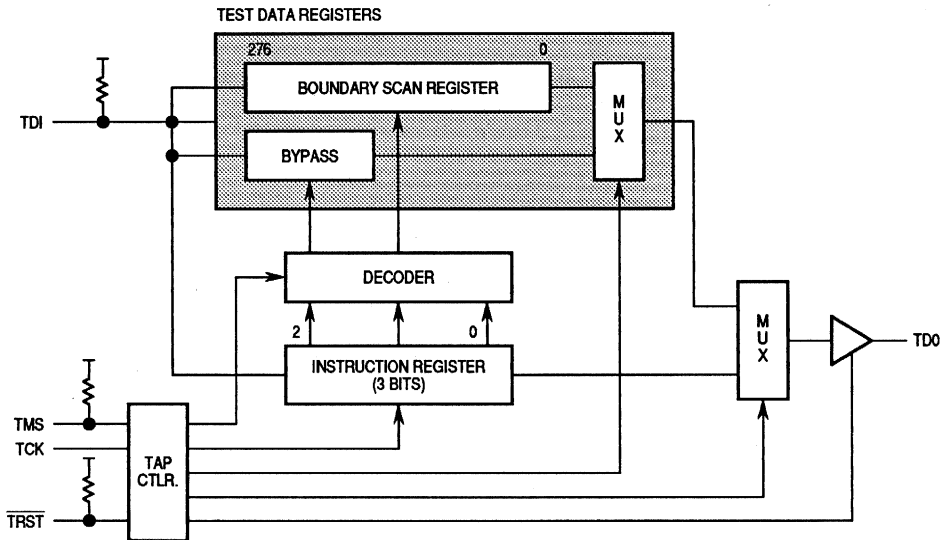 TEST DATA REGISTERS
276
0
BOUNDARY SCAN REGISTER
MUX
TDI
BYPASS
DECODER
2
0
MUX
TDO
INSTRUCTION REGISTER
(3 BITS)
TMS
TCK
TAP
CTLR.
TRST